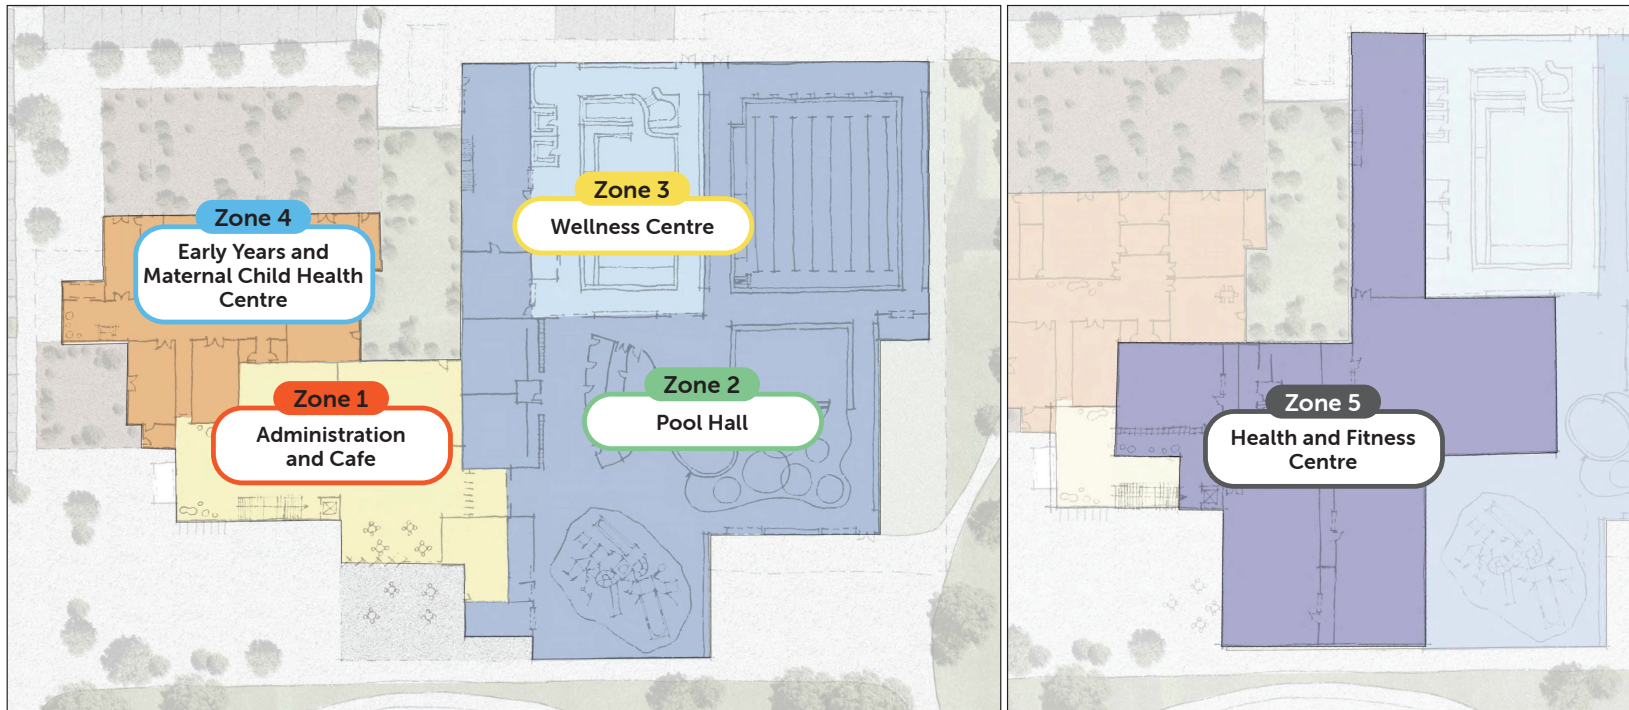 Zone 3
Wellness Centre
Zone 4
Early Years and
Maternal Child Health
Centre
Zone 1
Administration
and Cafe
Zone 2
Pool Hall
Zone 5
Health and Fitness
Centre